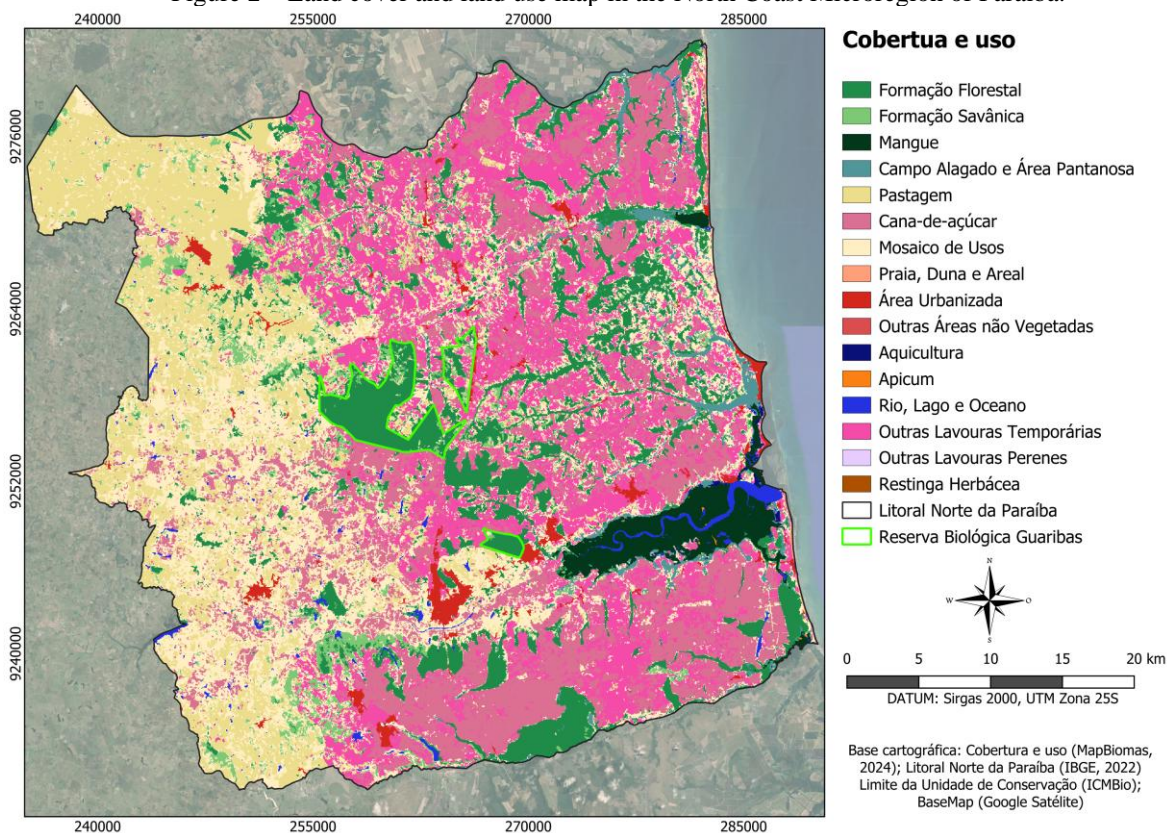 Figure 2 – Land cover and land use map in the North Coast Microregion of Paraíba.
240000 255000 270000 285000
9276000
9264000
9252000
9240000
240000 255000 270000 285000
Cobertua e uso
Formação Florestal
Formação Savânica
Mangue
Campo Alagado e Área Pantanosa
Pastagem
Cana-de-açúcar
Mosaico de Usos
Praia, Duna e Areal
Área Urbanizada
Outras Áreas não Vegetadas
Aquicultura
Apicum
Rio, Lago e Oceano
Outras Lavouras Temporárias
Outras Lavouras Perenes
Restinga Herbácea
Litoral Norte da Paraíba
Reserva Biológica Guaribas
N
W O
S
0 5 10 15 20 km
DATUM: Sirgas 2000, UTM Zona 25S
Base cartográfica: Cobertura e uso (MapBiomas,
2024); Litoral Norte da Paraíba (IBGE, 2022)
Limite da Unidade de Conservação (ICMBio);
BaseMap (Google Satélite)